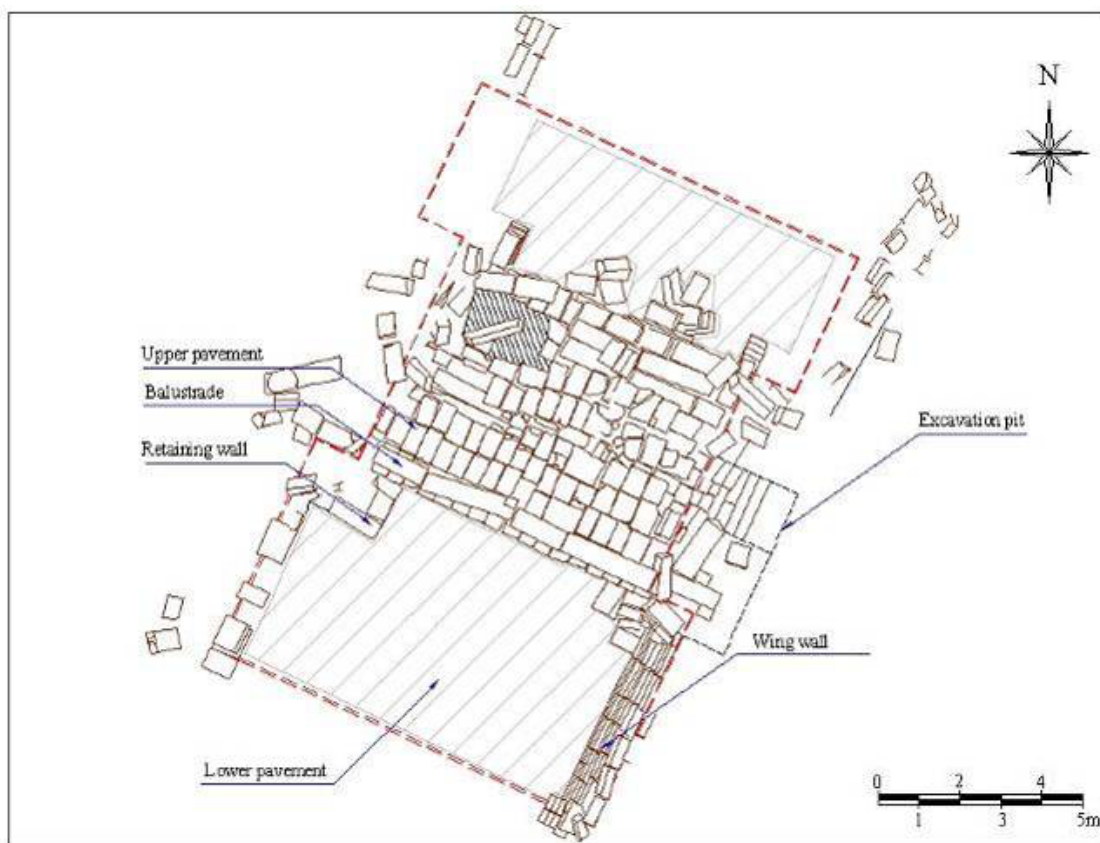 N
Upper pavement
Balustrade
Retaining wall
Excavation pit
Wing wall
Lower pavement
0 2 4
1 3 5m